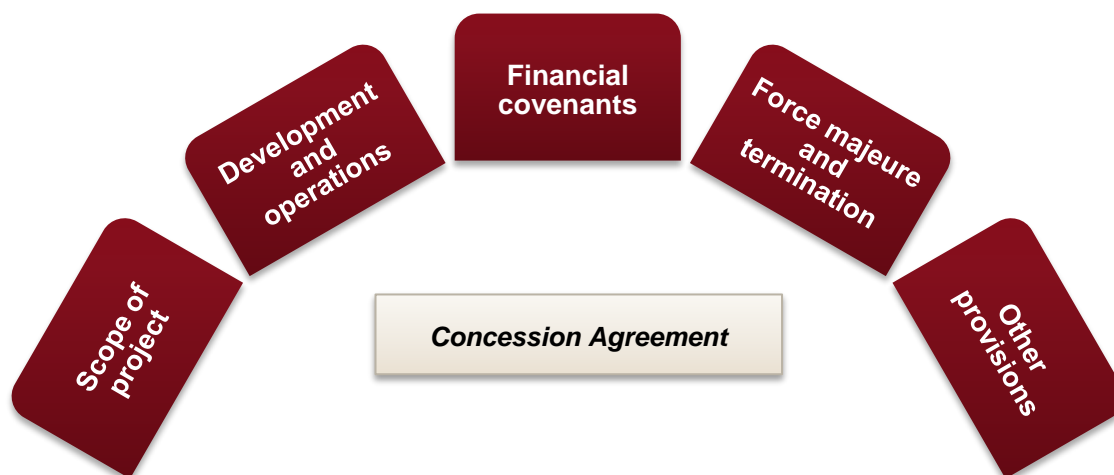 Scope of
project
Development
and
operations
Financial
covenants
Force majeure
and
termination
Other
provisions
Concession Agreement